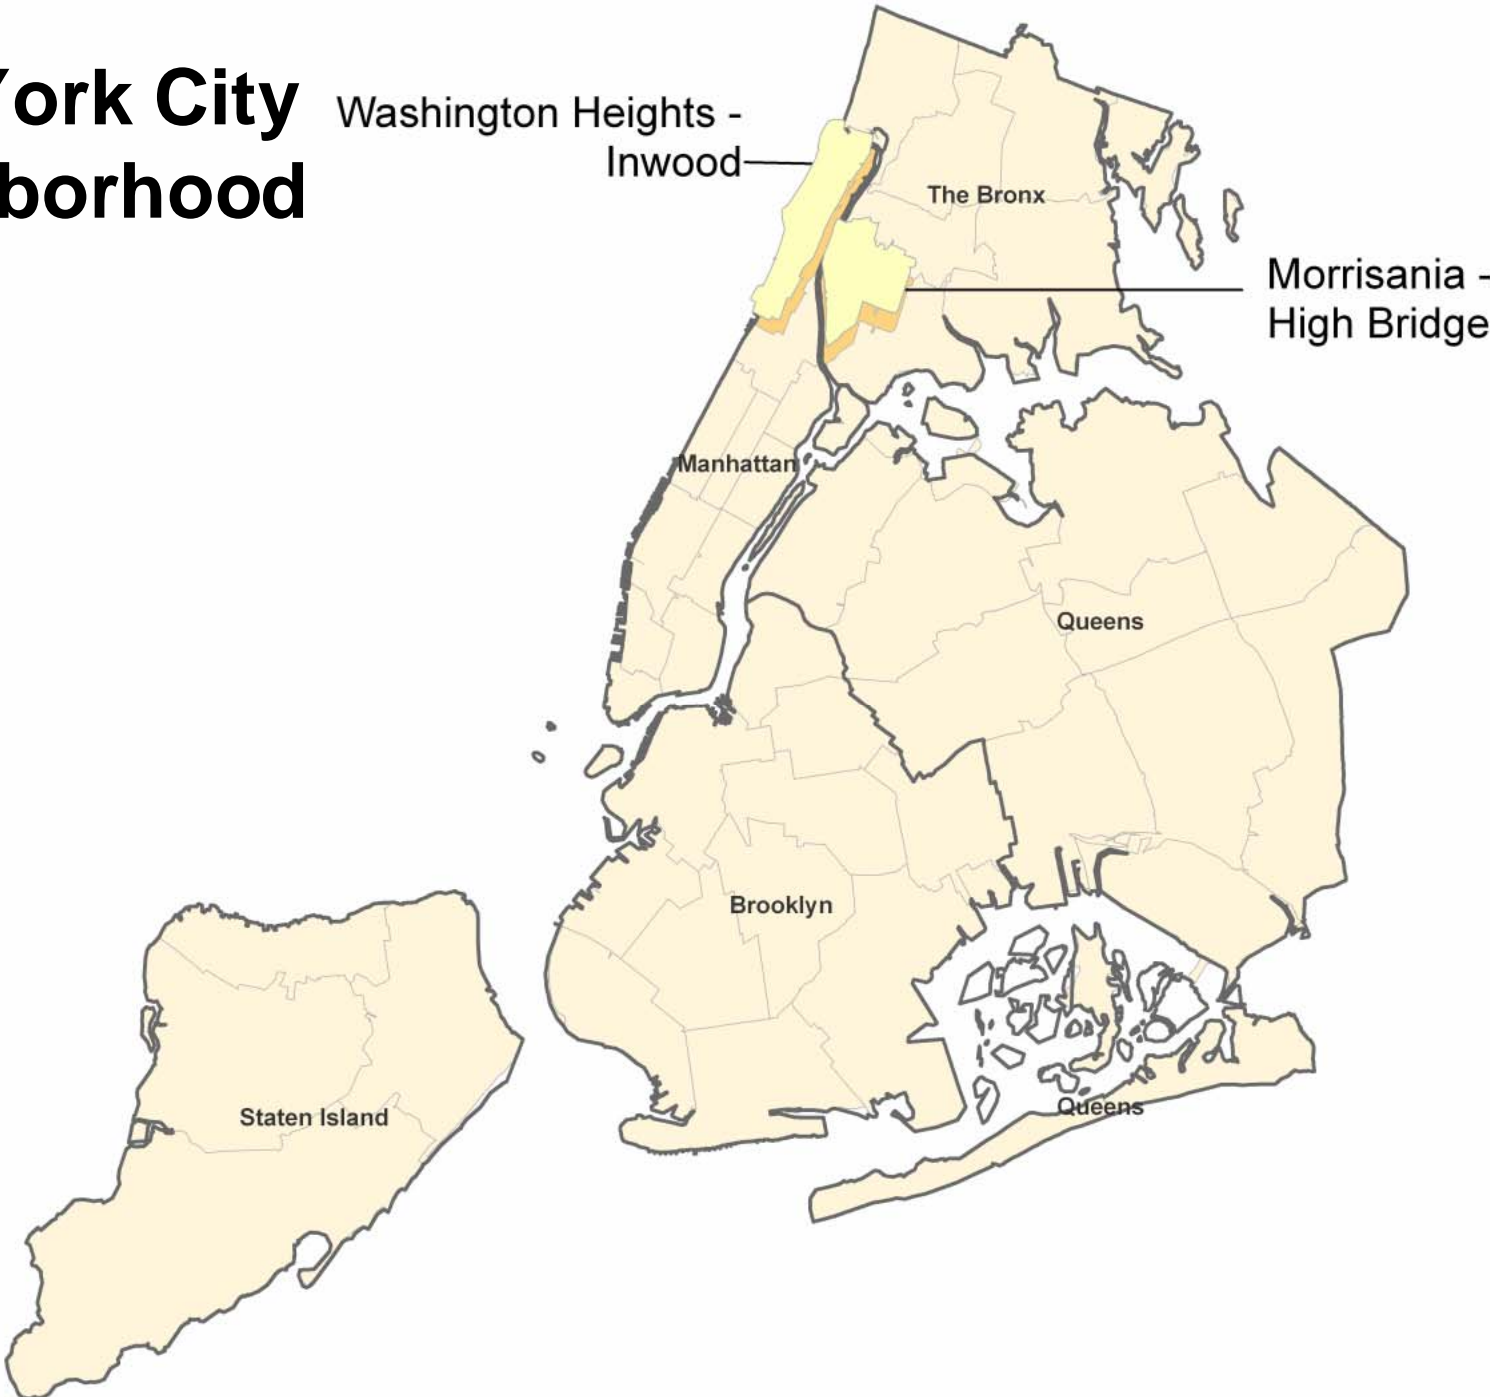 York City
borhood
Washington Heights -
Inwood
The Bronx
Morrisania -
High Bridge
Manhattan
Queens
Brooklyn
Staten Island
Queens